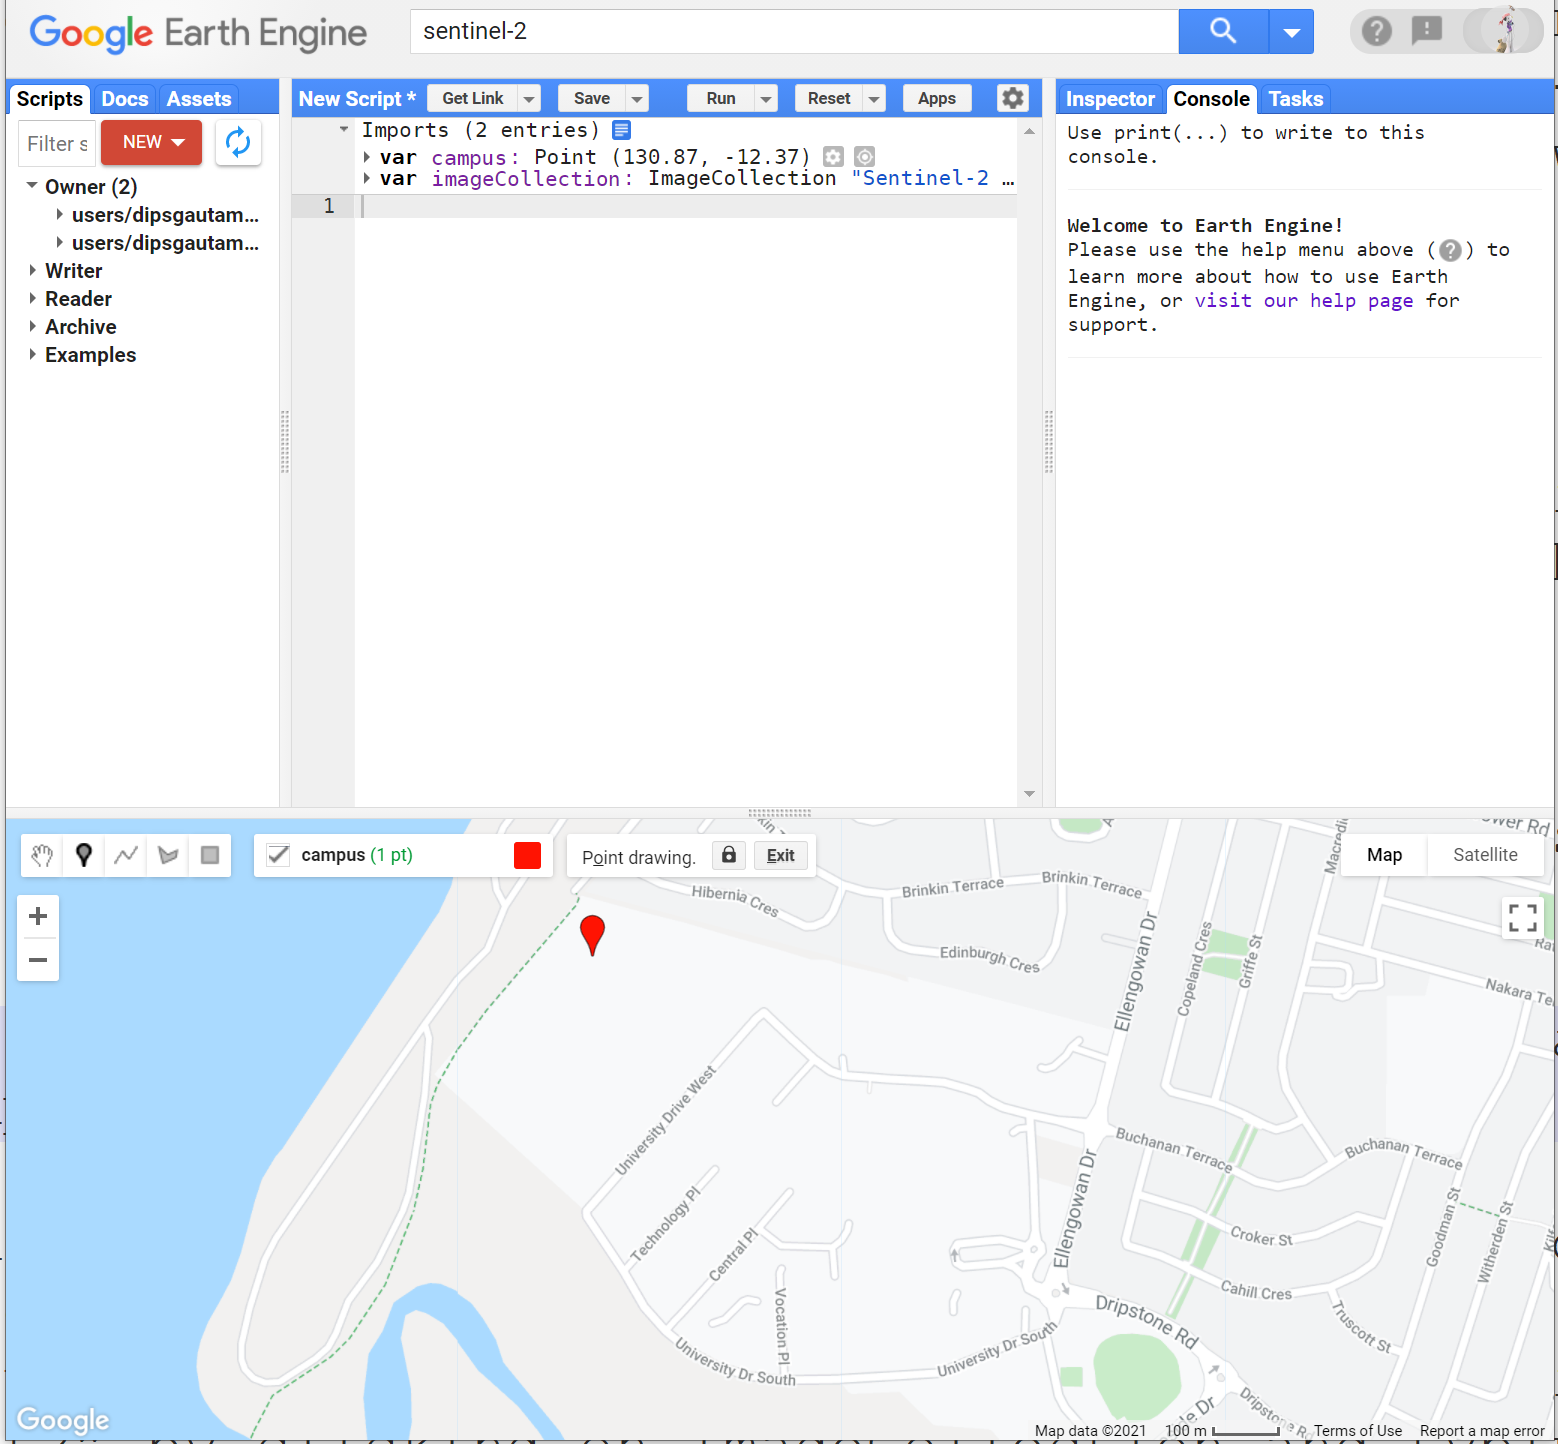 Google Earth Engine
sentinel-2
Scripts Docs Assets
Filter s
NEW
Owner (2)
users/dipsgautam...
users/dipsgautam...
Writer
Reader
Archive
Examples
New Script * Get Link Save Run Reset Apps
Imports (2 entries)
var campus: Point (130.87, -12.37)
var imageCollection: ImageCollection "Sentinel-2 …
1
Inspector Console Tasks
Use print(...) to write to this
console.
Welcome to Earth Engine!
Please use the help menu above (?) to
learn more about how to use Earth
Engine, or visit our help page for
support.
campus (1 pt)
Point drawing. Exit
Map Satellite
Hibernia Cres
Brinkin Terrace
Brinkin Terrace
Edinburgh Cres
Ellengowan Dr
Copeland Cres
Griffe St
Nakara Te
University Drive West
Buchanan Terrace
Buchanan Terrace
Ellengowan Dr
Technology Pl
Central Pl
Vocation Pl
Croker St
Goodman St
Witherden St
Cahill Cres
Truscott St
Dripstone Rd
University Dr South
University Dr South
Dripstone Rd
Google
Map data ©2021 100 m Terms of Use Report a map error